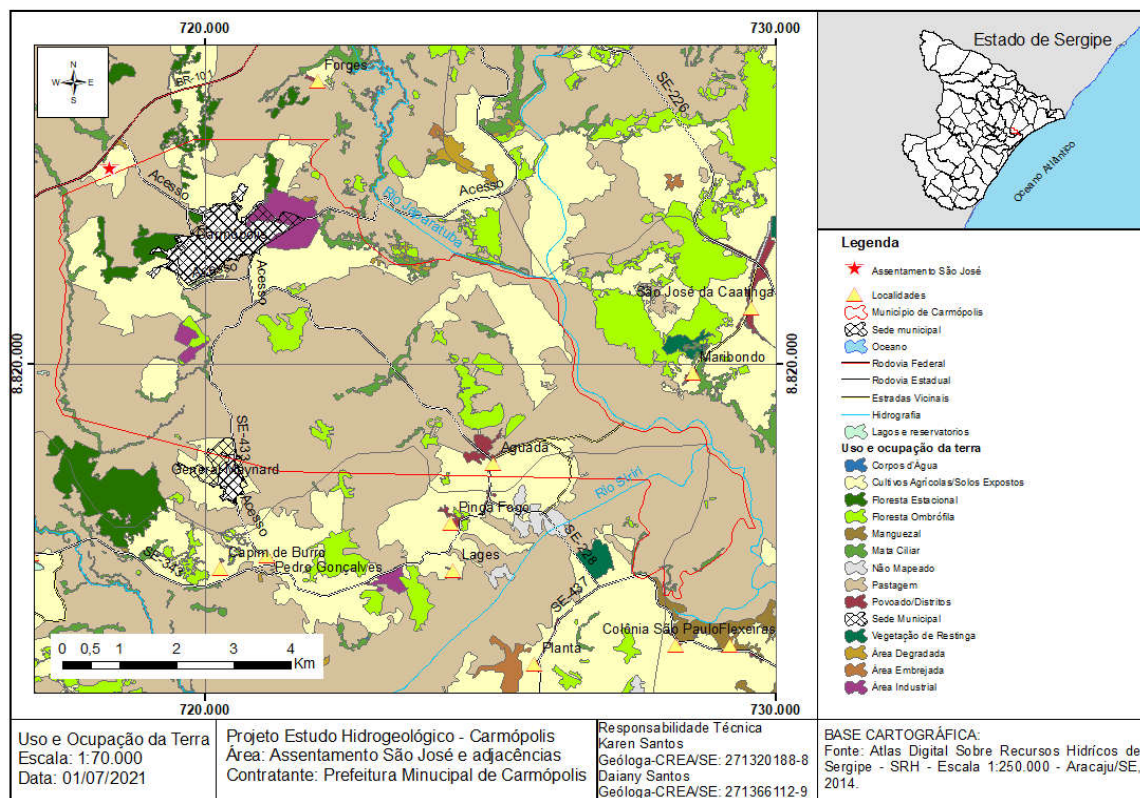 720.000
730.000
N
W
E
S
BR-101
Forges
SE-226
Acesso
Acesso
Rio Japaratuba
Carmópolis
Acesso
Acesso
São José da Caatinga
Maribondo
8.820.000
8.820.000
SE-433
Aguada
General Maynard
Rio Siriri
Pinga Fogo
Acesso
SE-228
SE-343
Capim de Burro
Pedro Gonçalves
Lages
SE-437
Colônia São Paulo
Flexeiras
Planta
0 0,5 1 2 3 4
Km
720.000
730.000
Estado de Sergipe
Oceano Atlântico
Legenda
Assentamento São José
Localidades
Município de Carmópolis
Sede municipal
Oceano
Rodovia Federal
Rodovia Estadual
Estradas Vicinais
Hidrografia
Lagos e reservatorios
Uso e ocupação da terra
Corpos d'Água
Cultivos Agrícolas/Solos Expostos
Floresta Estacional
Floresta Ombrófila
Manguezal
Mata Ciliar
Não Mapeado
Pastagem
Povoado/Distritos
Sede Municipal
Vegetação de Restinga
Área Degradada
Área Embrejada
Área Industrial
Uso e Ocupação da Terra
Escala: 1:70.000
Data: 01/07/2021
Projeto Estudo Hidrogeológico - Carmópolis
Área: Assentamento São José e adjacências
Contratante: Prefeitura Minucipal de Carmópolis
Responsabilidade Técnica
Karen Santos
Geóloga-CREA/SE: 271320188-8
Daiany Santos
Geóloga-CREA/SE: 271366112-9
BASE CARTOGRÁFICA:
Fonte: Atlas Digital Sobre Recursos Hidrícos de
Sergipe - SRH - Escala 1:250.000 - Aracaju/SE,
2014.